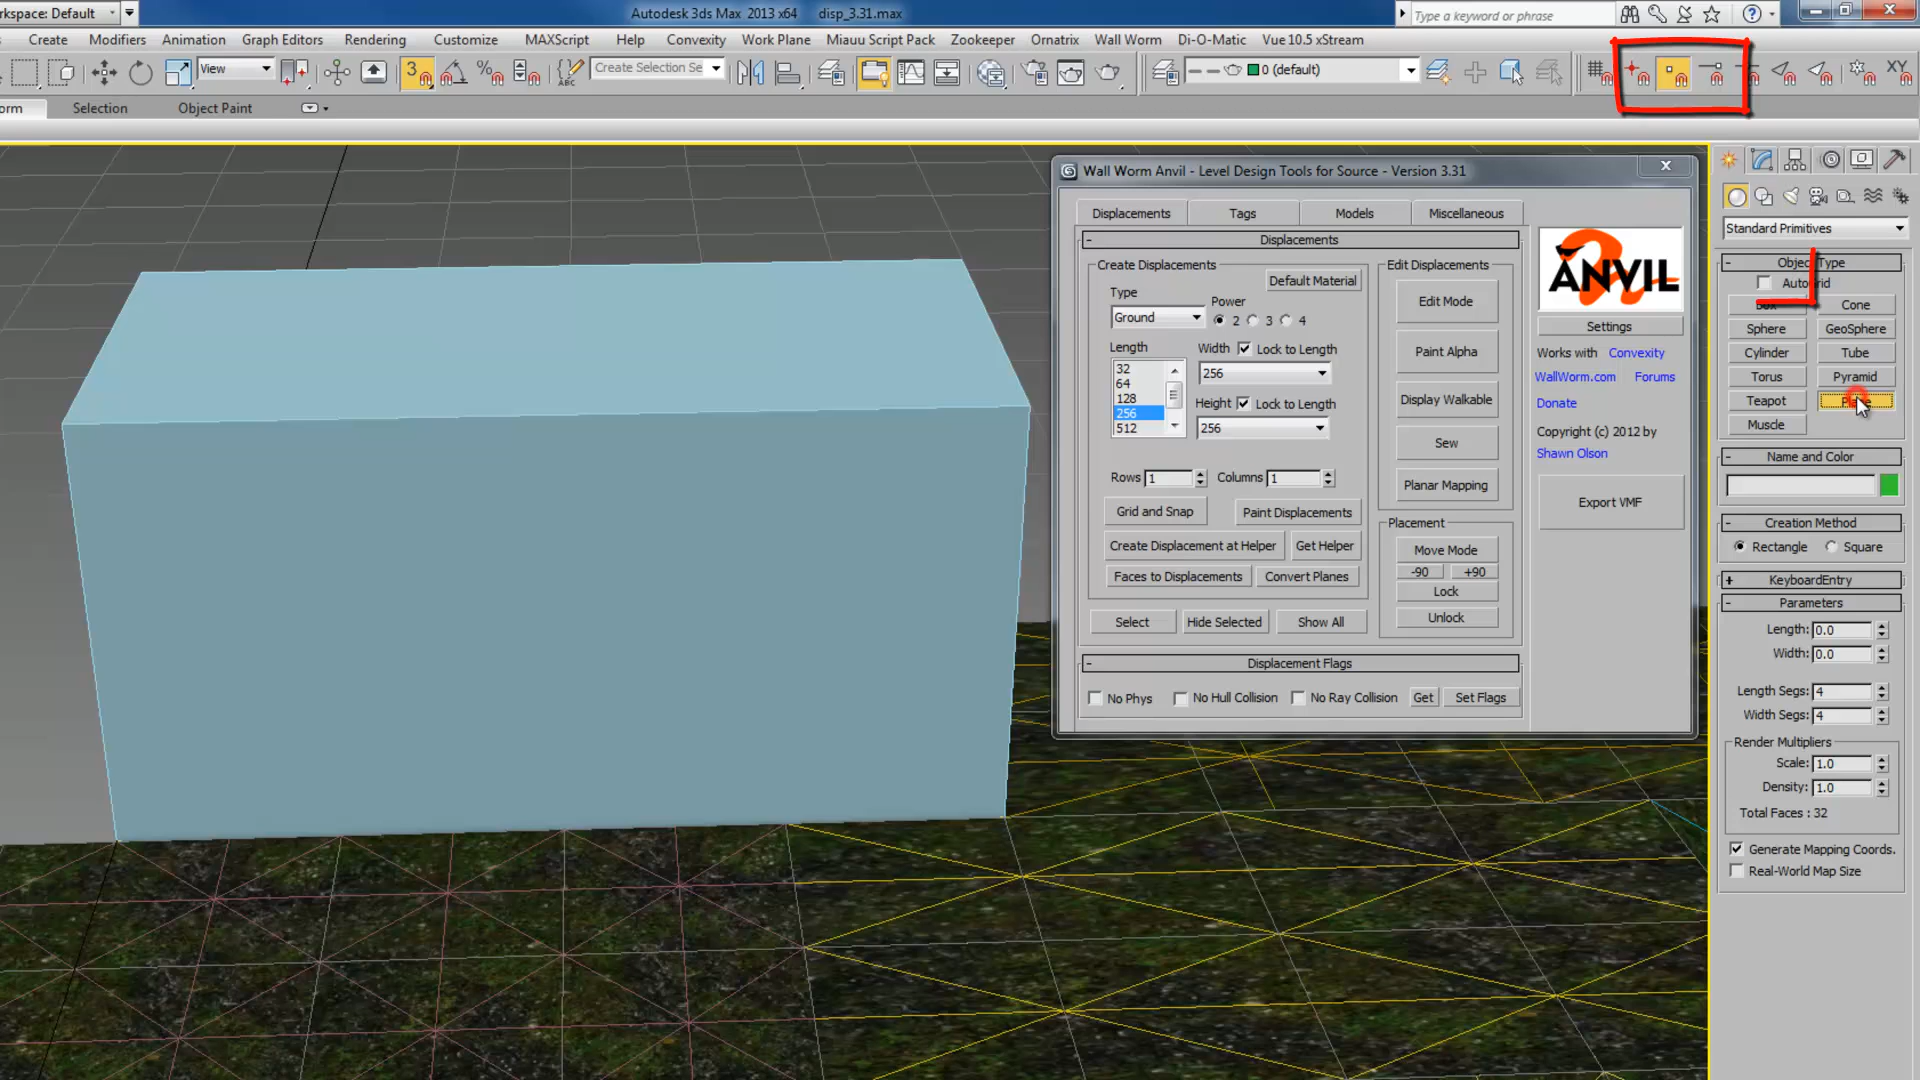 rkspace: Default
Autodesk 3ds Max 2013 x64 disp_3.31.max
Type a keyword or phrase
Create Modifiers Animation Graph Editors Rendering Customize MAXScript Help Convexity Work Plane Miauu Script Pack Zookeeper Ornatrix Wall Worm Di-O-Matic Vue 10.5 xStream
View 3 % Create Selection Se 0 (default) XY
orm Selection Object Paint
Wall Worm Anvil - Level Design Tools for Source - Version 3.31
Displacements Tags Models Miscellaneous
- Displacements
Create Displacements
Default Material
Type
Ground
Power
2 3 4
Length
32
64
128
256
512
Width Lock to Length
256
Height Lock to Length
256
Rows 1 Columns 1
Grid and Snap Paint Displacements
Create Displacement at Helper Get Helper
Faces to Displacements Convert Planes
Select Hide Selected Show All
Edit Displacements
Edit Mode
Paint Alpha
Display Walkable
Sew
Planar Mapping
Placement
Move Mode
-90 +90
Lock
Unlock
- Displacement Flags
No Phys No Hull Collision No Ray Collision Get Set Flags
ANVIL
Settings
Works with Convexity
WallWorm.com Forums
Donate
Copyright (c) 2012 by
Shawn Olson
Export VMF
Standard Primitives
- Object Type
AutoGrid
Box Cone
Sphere GeoSphere
Cylinder Tube
Torus Pyramid
Teapot Plane
Muscle
- Name and Color
- Creation Method
Rectangle Square
+ KeyboardEntry
- Parameters
Length: 0.0
Width: 0.0
Length Segs: 4
Width Segs: 4
Render Multipliers
Scale: 1.0
Density: 1.0
Total Faces : 32
Generate Mapping Coords.
Real-World Map Size